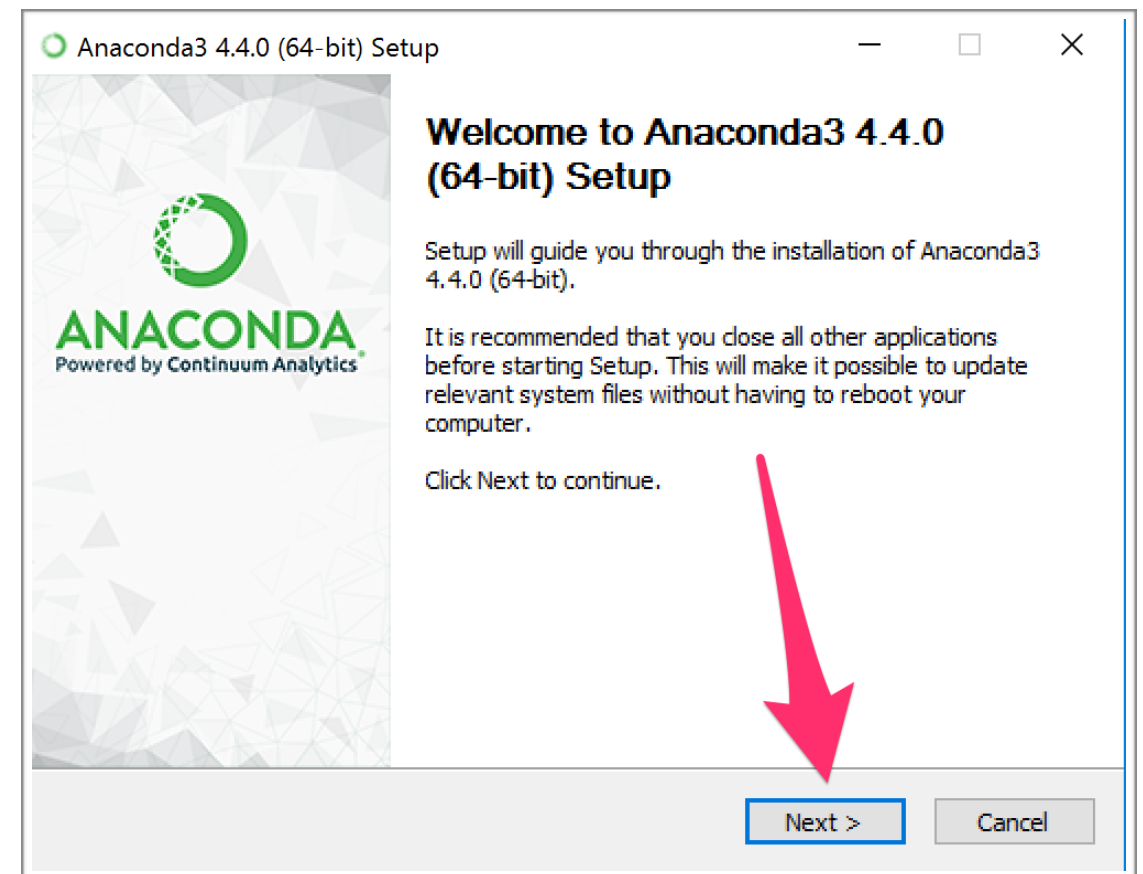 Anaconda3 4.4.0 (64-bit) Setup
Welcome to Anaconda3 4.4.0
(64-bit) Setup
Setup will guide you through the installation of Anaconda3
4.4.0 (64-bit).
It is recommended that you close all other applications
before starting Setup. This will make it possible to update
relevant system files without having to reboot your
computer.
Click Next to continue.
ANACONDA
Powered by Continuum Analytics
Next >
Cancel